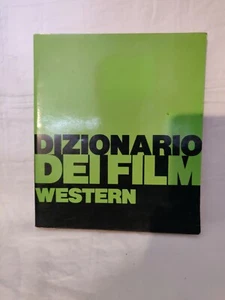 DIZIONARIO
DEI FILM
WESTERN